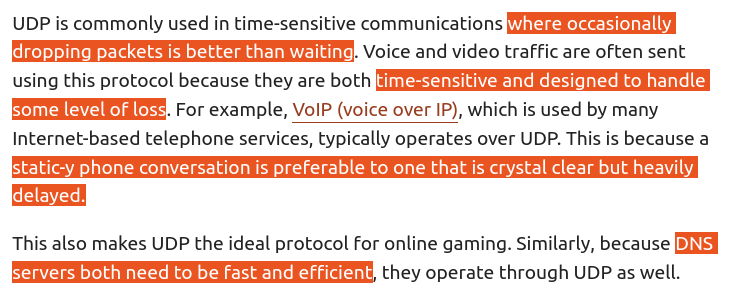 UDP is commonly used in time-sensitive communications where occasionally
dropping packets is better than waiting. Voice and video traffic are often sent
using this protocol because they are both time-sensitive and designed to handle
some level of loss. For example, VoIP (voice over IP), which is used by many
Internet-based telephone services, typically operates over UDP. This is because a
static-y phone conversation is preferable to one that is crystal clear but heavily
delayed.
This also makes UDP the ideal protocol for online gaming. Similarly, because DNS
servers both need to be fast and efficient, they operate through UDP as well.